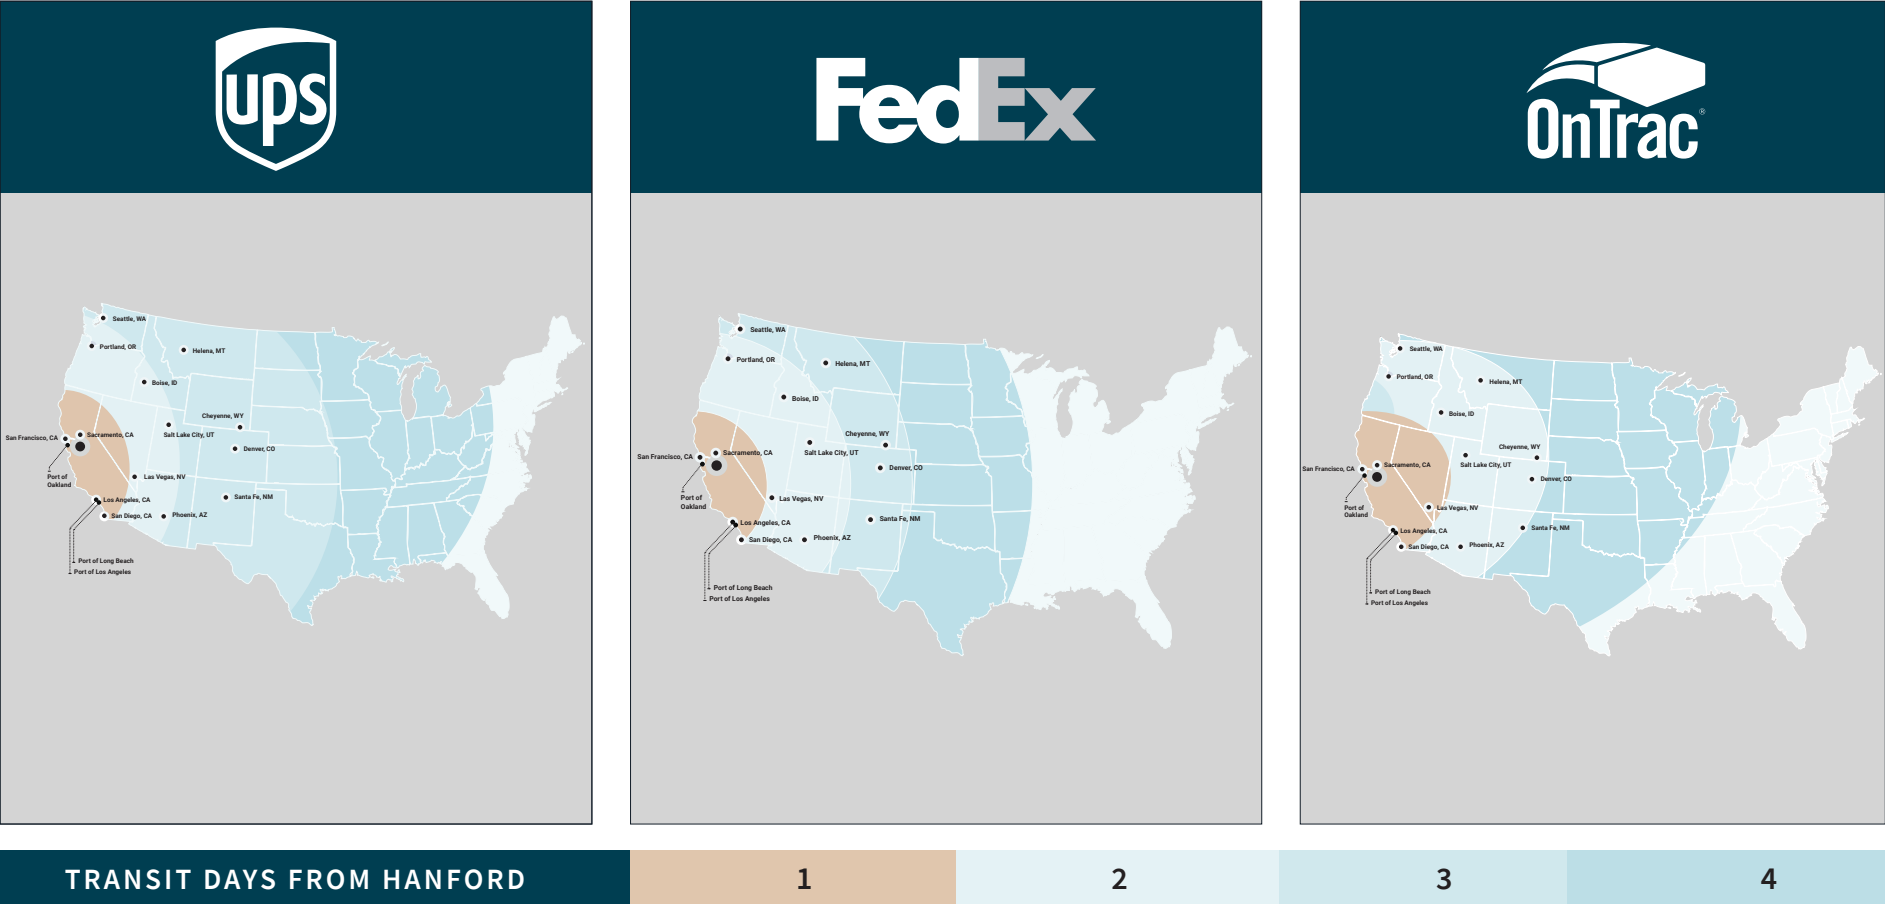 ups
FedEx
OnTrac®
Seattle, WA
Portland, OR
Helena, MT
Boise, ID
Cheyenne, WY
San Francisco, CA
Sacramento, CA
Salt Lake City, UT
Denver, CO
Port of
Oakland
Las Vegas, NV
Los Angeles, CA
Santa Fe, NM
San Diego, CA
Phoenix, AZ
Port of Long Beach
Port of Los Angeles
Seattle, WA
Portland, OR
Helena, MT
Boise, ID
Cheyenne, WY
San Francisco, CA
Sacramento, CA
Salt Lake City, UT
Denver, CO
Port of
Oakland
Las Vegas, NV
Los Angeles, CA
Santa Fe, NM
San Diego, CA
Phoenix, AZ
Port of Long Beach
Port of Los Angeles
Seattle, WA
Portland, OR
Helena, MT
Boise, ID
Cheyenne, WY
San Francisco, CA
Sacramento, CA
Salt Lake City, UT
Denver, CO
Port of
Oakland
Las Vegas, NV
Los Angeles, CA
Santa Fe, NM
San Diego, CA
Phoenix, AZ
Port of Long Beach
Port of Los Angeles
TRANSIT DAYS FROM HANFORD
1
2
3
4